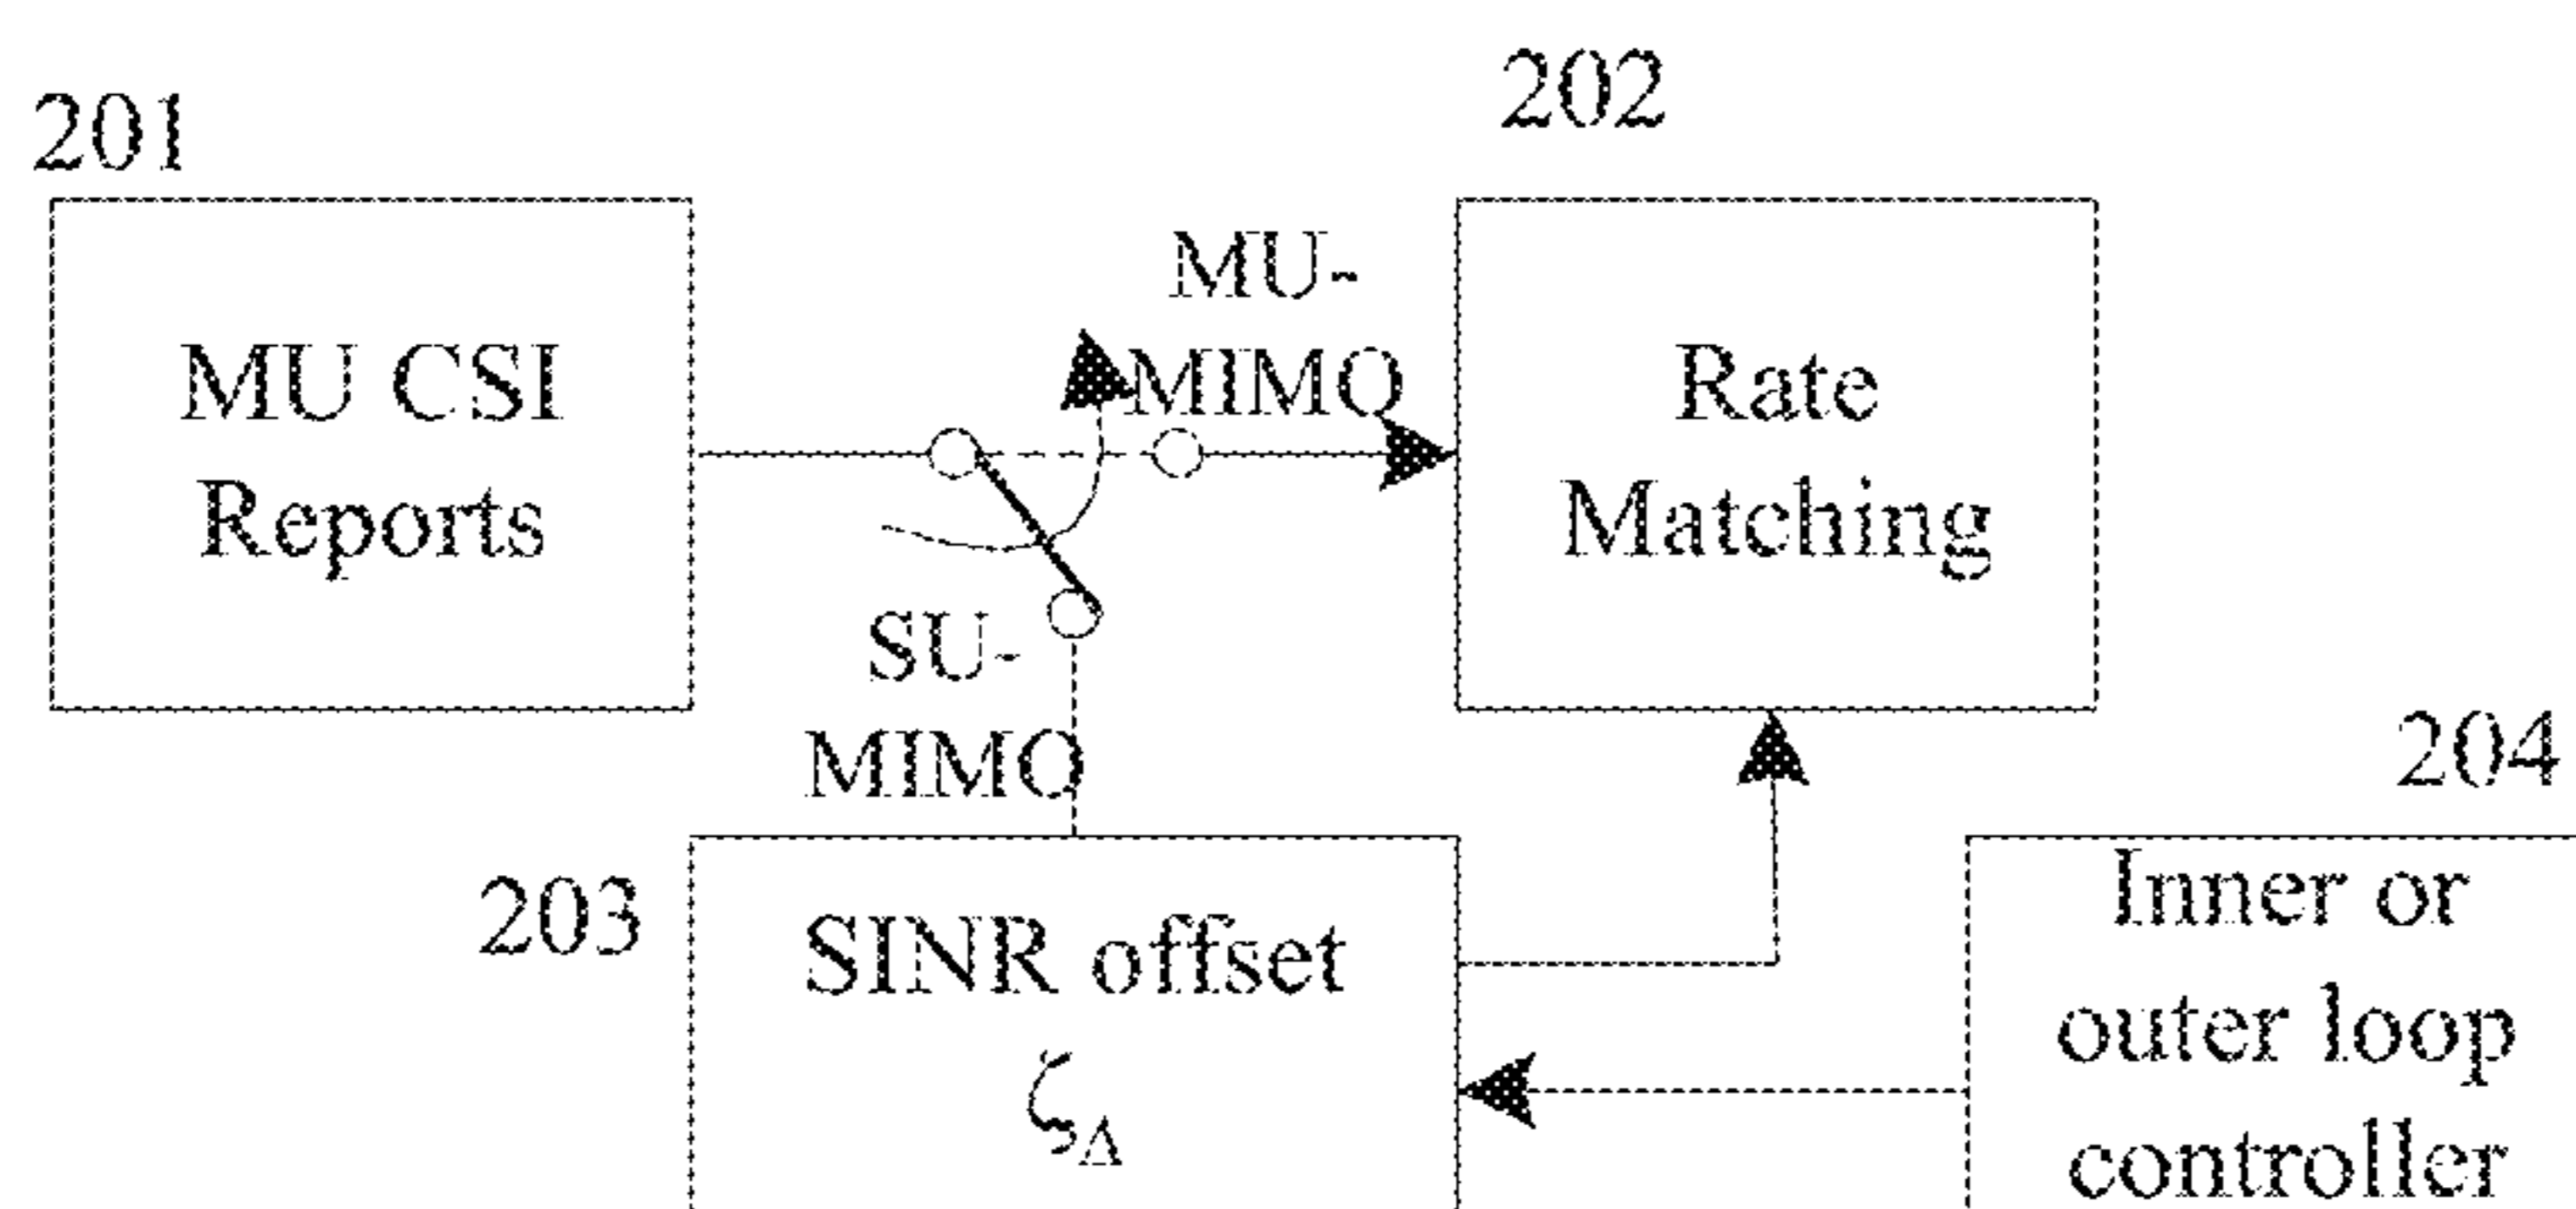 201
202
MU CSI
Reports
MU-
MIMO
Rate
Matching
SU-
MIMO
203
204
SINR offset
ζΔ
Inner or
outer loop
controller